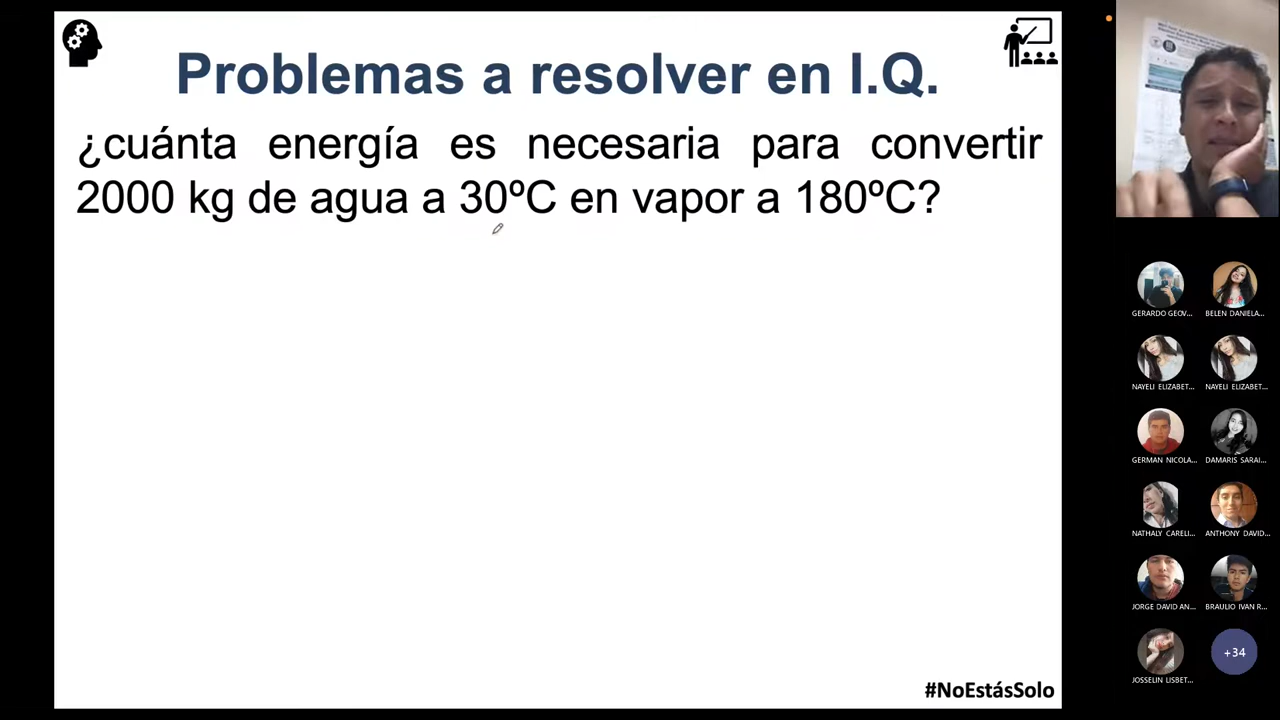 Problemas a resolver en I.Q.
¿cuánta energía es necesaria para convertir
2000 kg de agua a 30ºC en vapor a 180ºC?
#NoEstásSolo
GERARDO GEOV...
BELEN DANIELA...
NAYELI ELIZABET...
NAYELI ELIZABET...
GERMAN NICOLA...
DAMARIS SARAI...
NATHALY CARELI...
ANTHONY DAVID...
JORGE DAVID AN...
BRAULIO IVAN R...
JOSSELIN LISBET...
+34